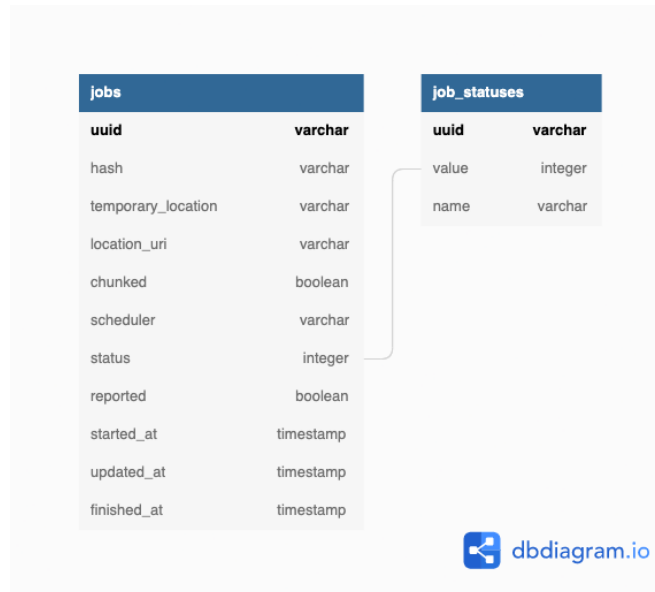 jobs
uuid varchar
hash varchar
temporary_location varchar
location_uri varchar
chunked boolean
scheduler varchar
status integer
reported boolean
started_at timestamp
updated_at timestamp
finished_at timestamp
job_statuses
uuid varchar
value integer
name varchar
dbdiagram.io